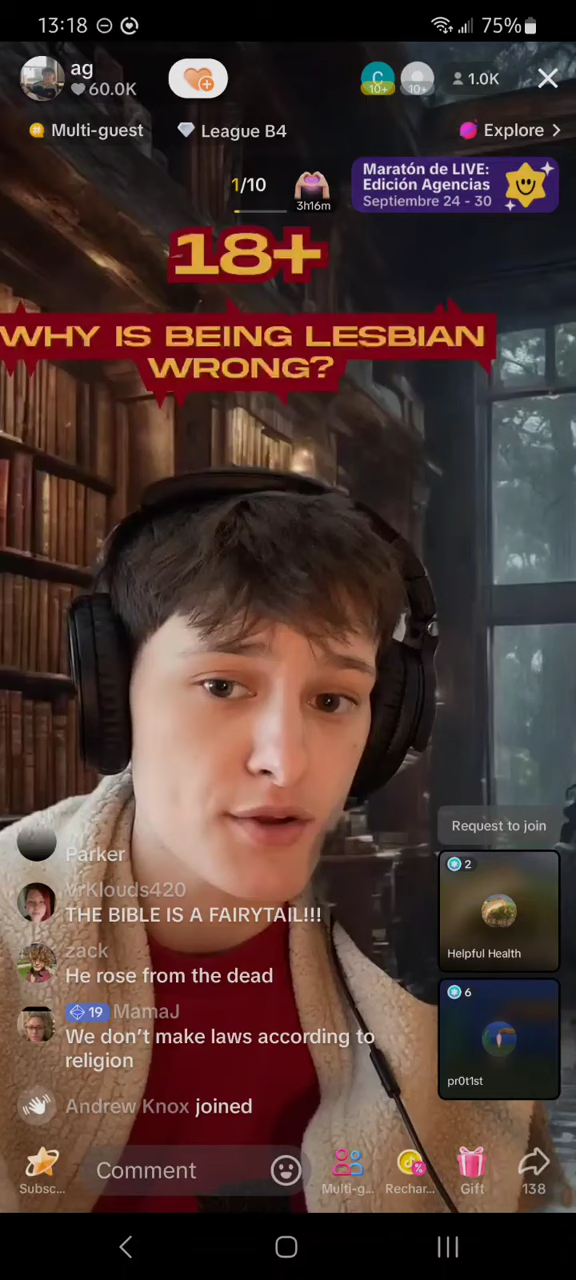 13:18
75%
ag
60.0K
C
10+
10+
1.0K
Multi-guest
League B4
Explore >
1/10
3h16m
Maratón de LIVE:
Edición Agencias
Septiembre 24 - 30
18+
WHY IS BEING LESBIAN
WRONG?
Request to join
Parker
VrKlouds420
THE BIBLE IS A FAIRYTAIL!!!
2
Helpful Health
zack
He rose from the dead
19 MamaJ
We don't make laws according to
religion
6
pr0t1st
Andrew Knox joined
Comment
Subsc...
Multi-g...
Rechar...
Gift
138